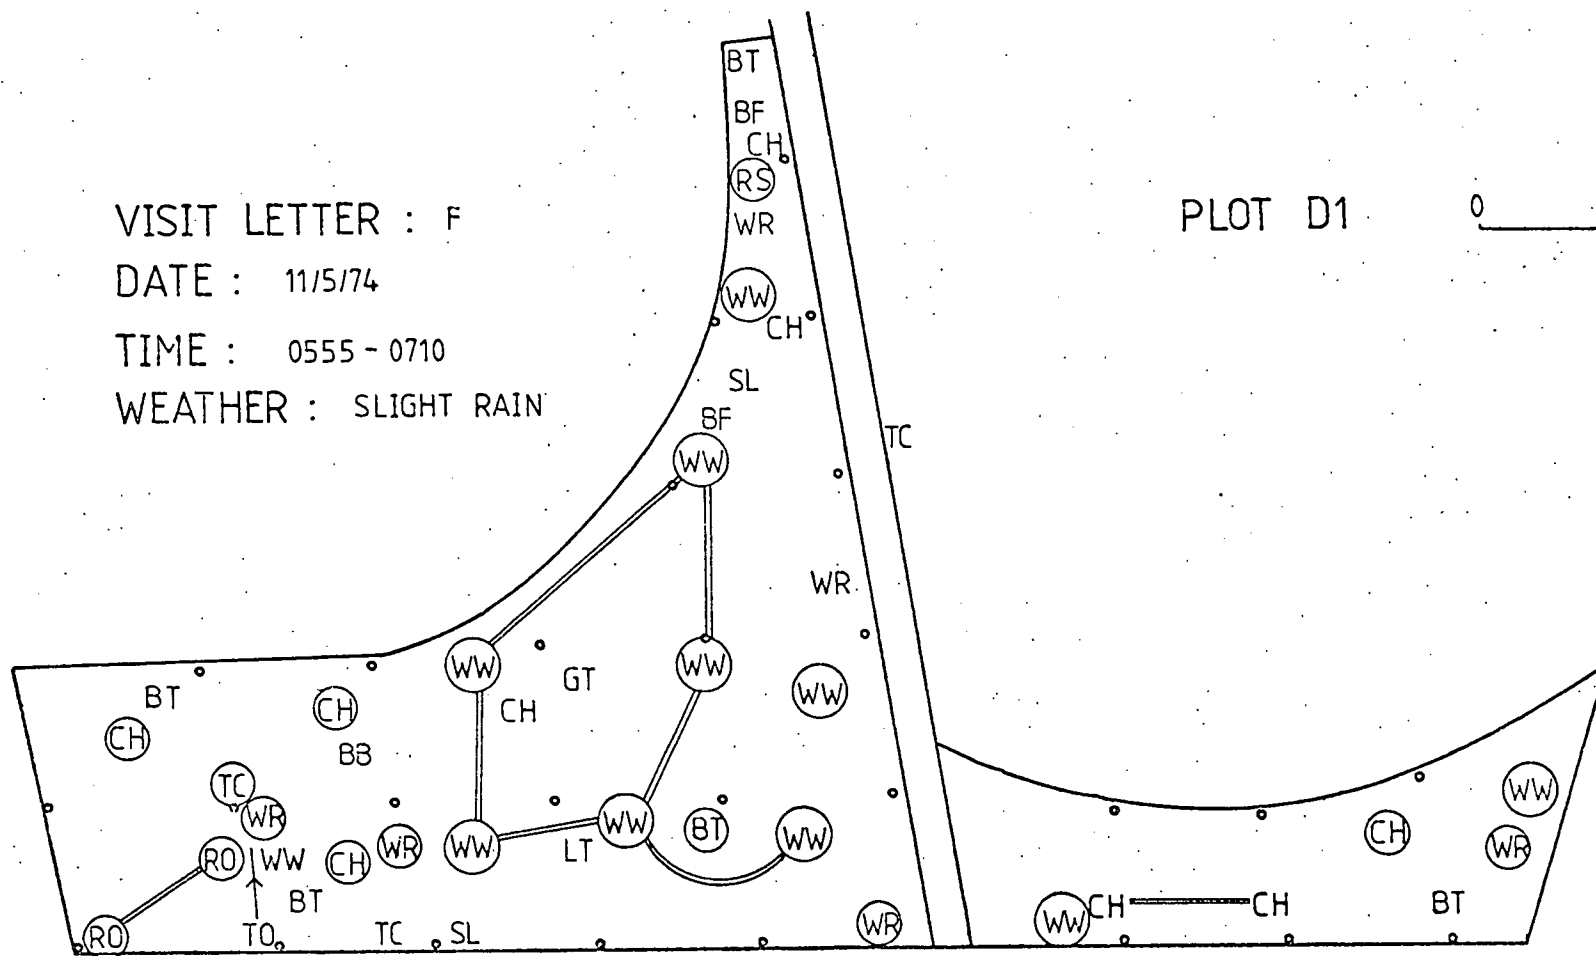 BT
BF
CH
RS
WR
VISIT LETTER : F
PLOT D1
0
DATE : 11/5/74
WW
CH
TIME : 0555 - 0710
SL
WEATHER : SLIGHT RAIN
BF
WW
TC
WR
WW
WW
GT
WW
BT
CH
CH
CH
BB
TC
WR
WW
WW
WW
BT
LT
WW
CH
WR
RO
WW
CH
WR
BT
RO
TO
TC
SL
WR
WW
CH
CH
BT
CH
WR
WW